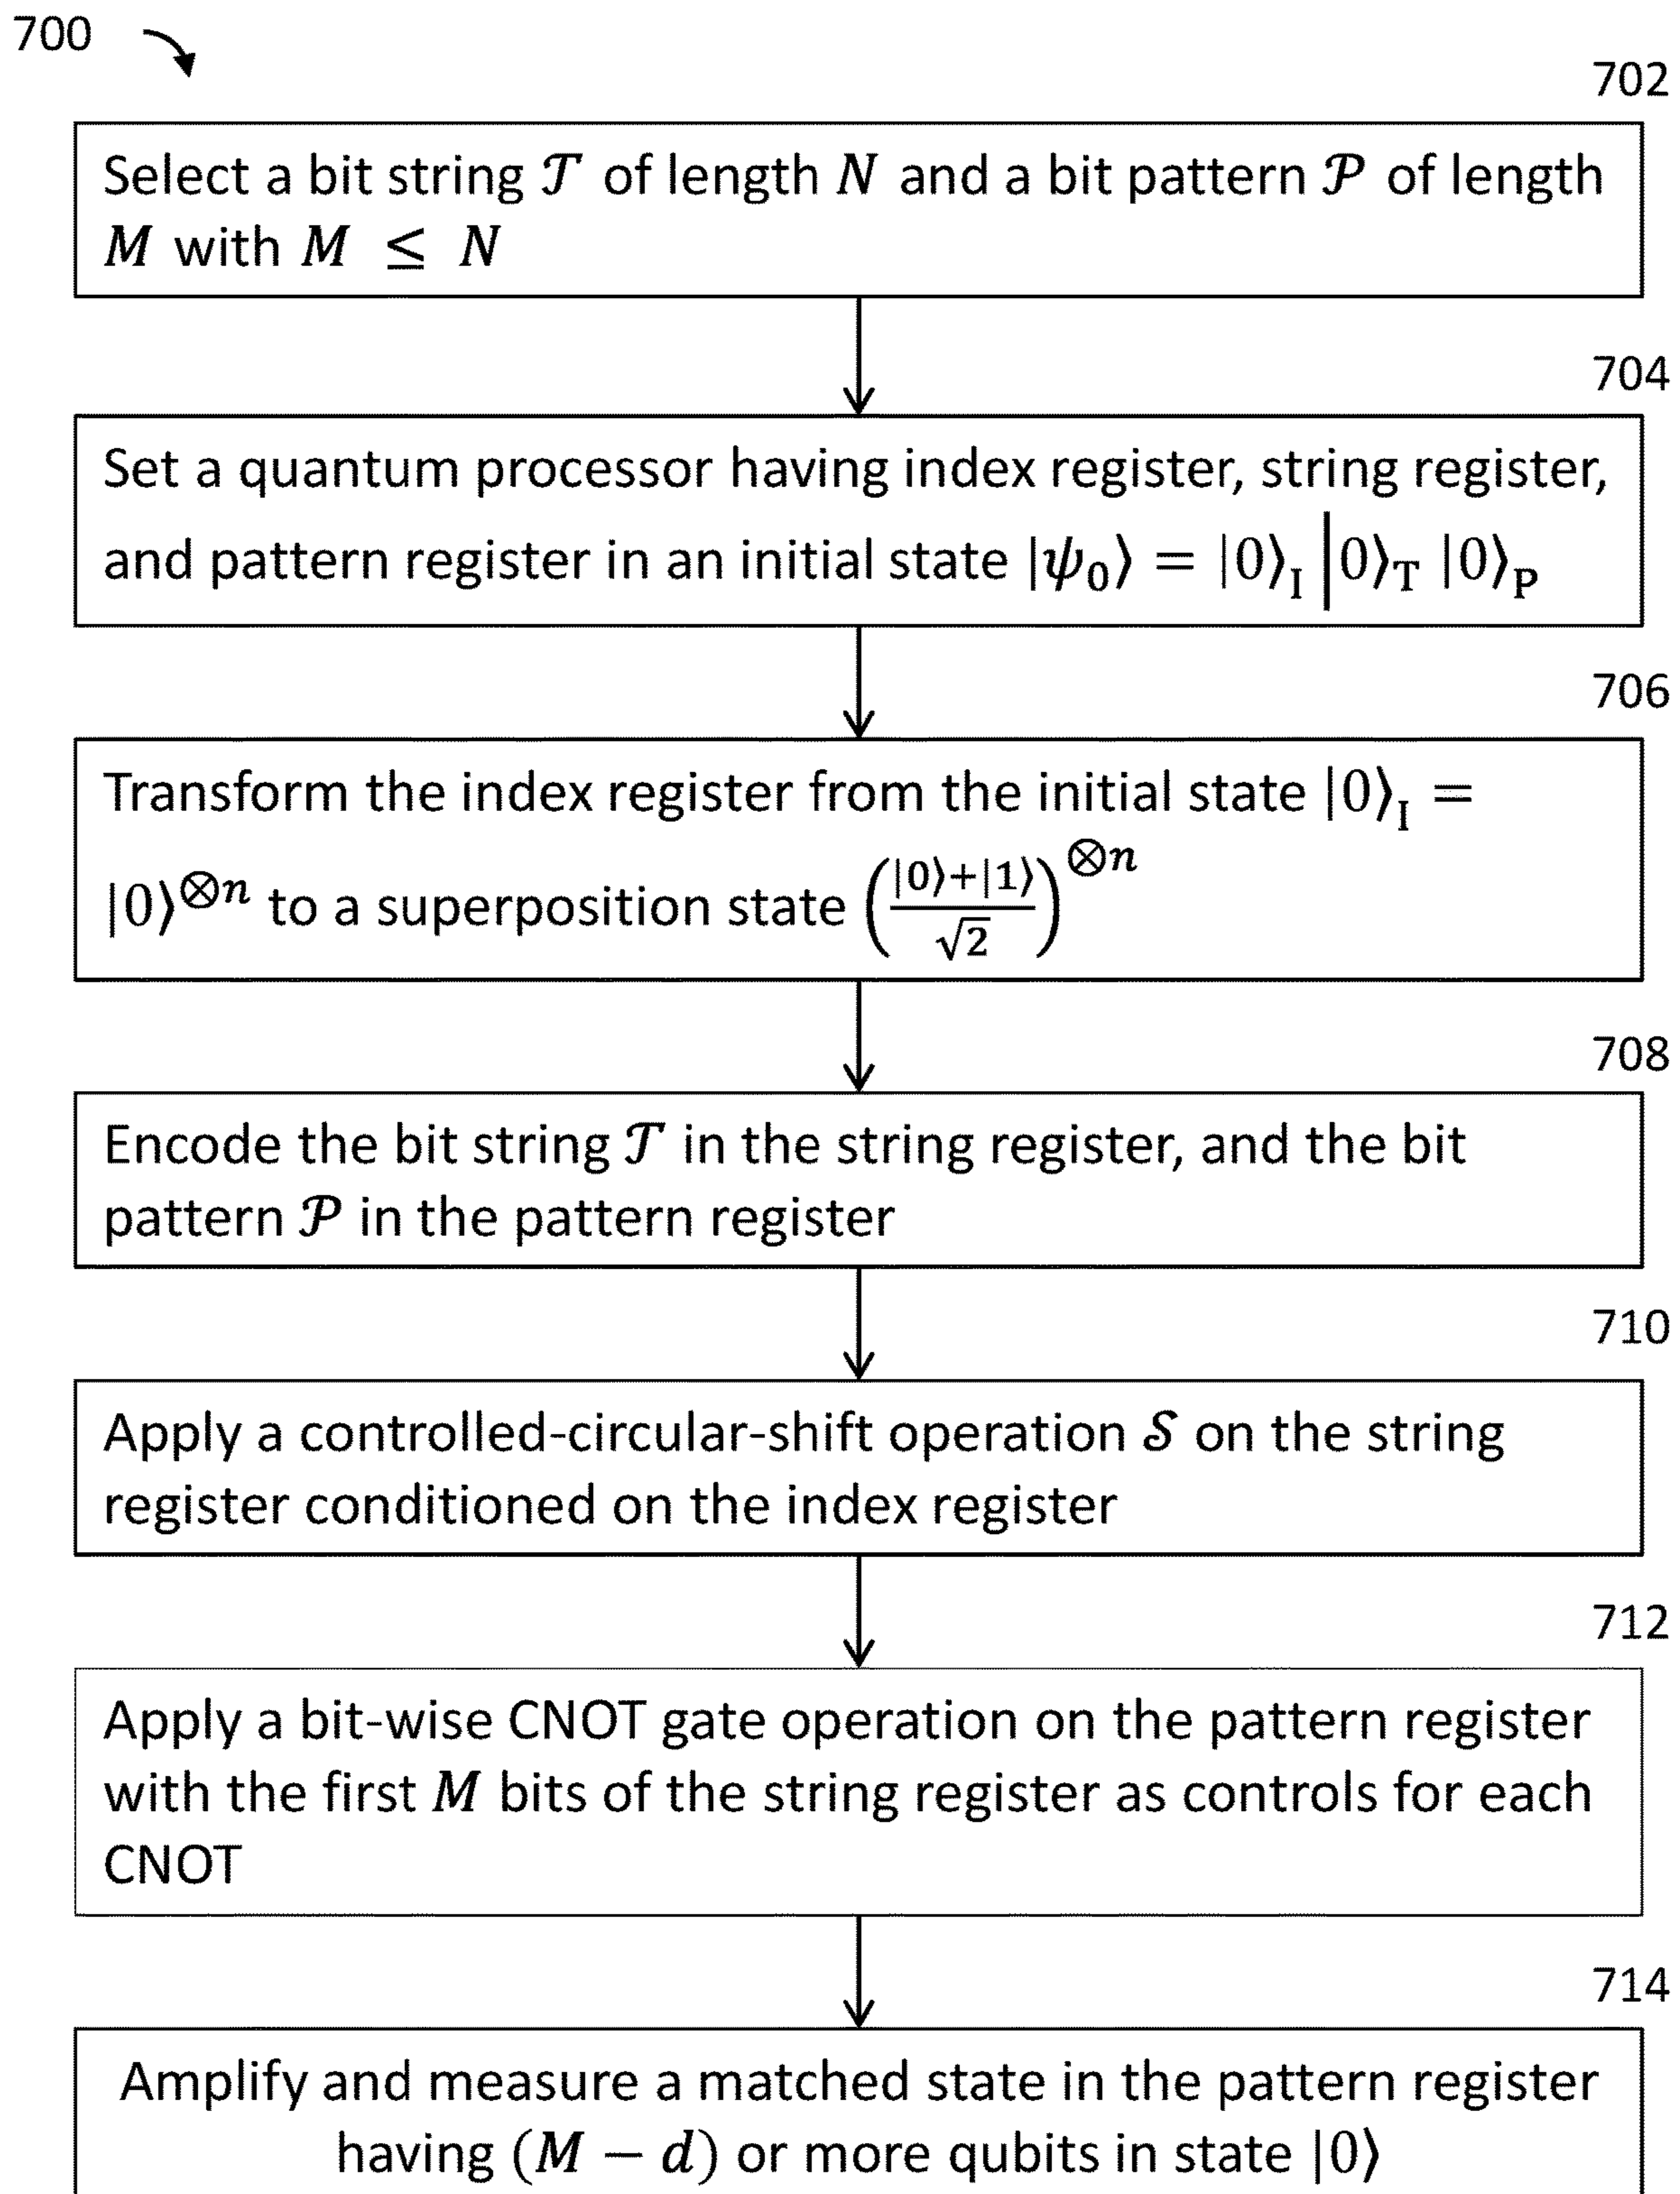 700
702
Select a bit string 𝒯 of length N and a bit pattern 𝒫 of length
M with M ≤ N
704
Set a quantum processor having index register, string register,
and pattern register in an initial state |ψ₀⟩ = |0⟩_I |0⟩_T |0⟩_P
706
Transform the index register from the initial state |0⟩_I =
|0⟩^⊗n to a superposition state ((|0⟩+|1⟩)/√2)^⊗n
708
Encode the bit string 𝒯 in the string register, and the bit
pattern 𝒫 in the pattern register
710
Apply a controlled-circular-shift operation 𝒮 on the string
register conditioned on the index register
712
Apply a bit-wise CNOT gate operation on the pattern register
with the first M bits of the string register as controls for each
CNOT
714
Amplify and measure a matched state in the pattern register
having (M − d) or more qubits in state |0⟩